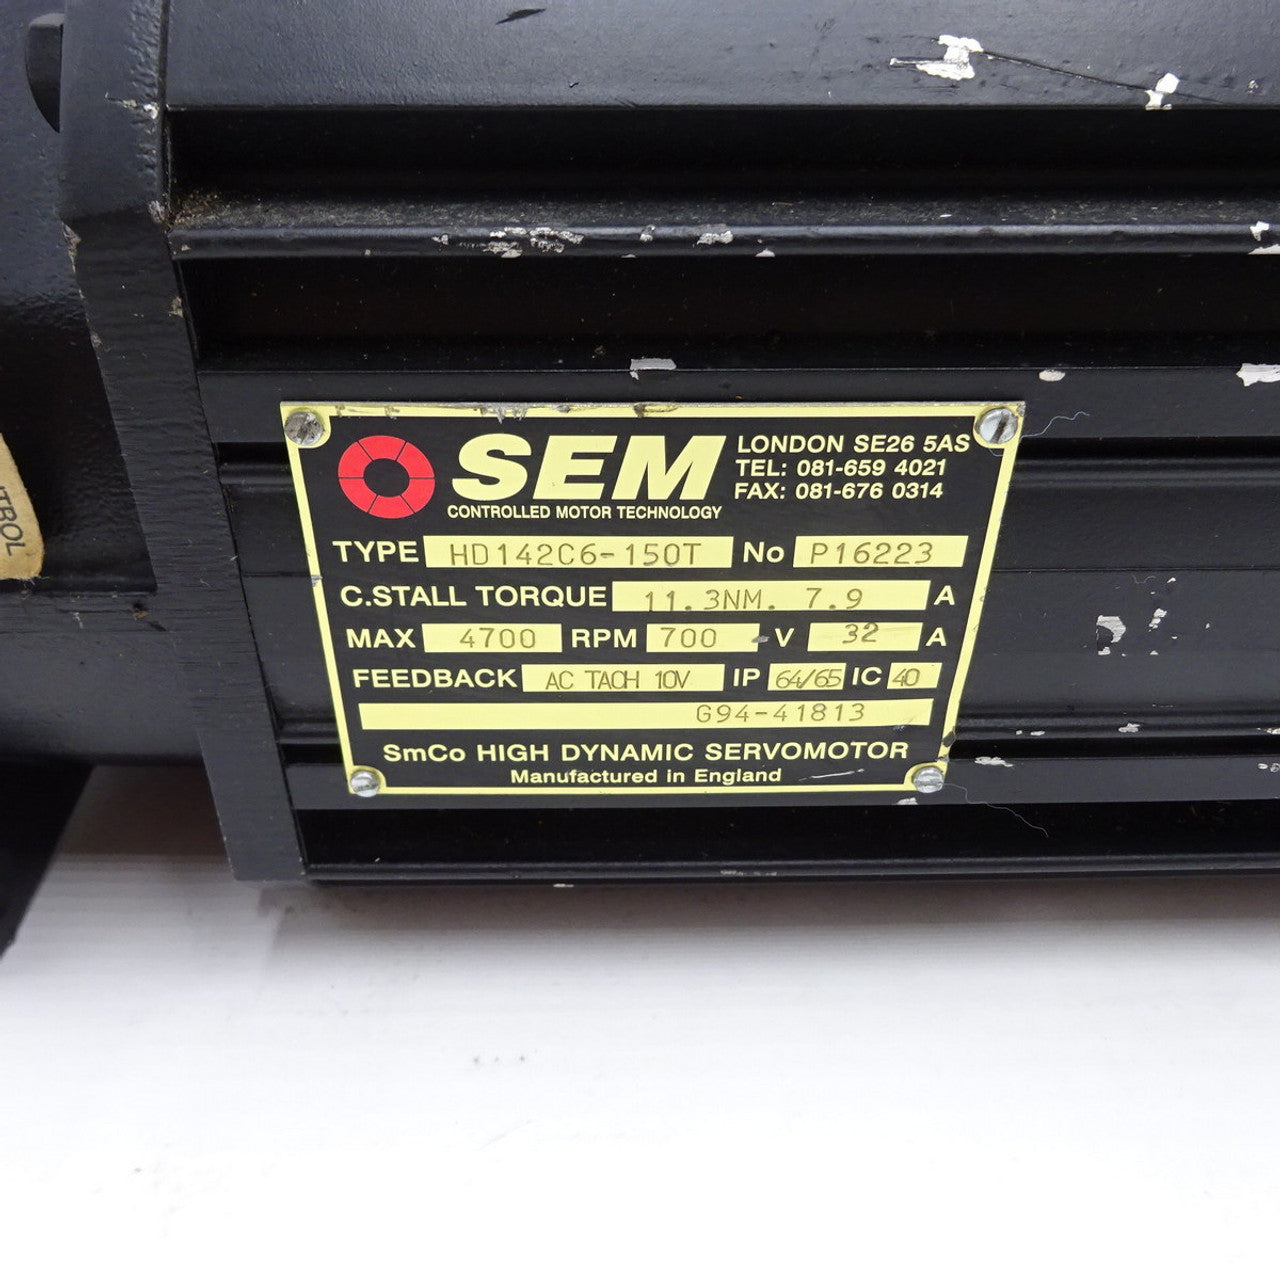 SEM
CONTROLLED MOTOR TECHNOLOGY
LONDON SE26 5AS
TEL: 081-659 4021
FAX: 081-676 0314
TYPE HD142C6-150T No P16223
C.STALL TORQUE 11.3NM. 7.9 A
MAX 4700 RPM 700 V 32 A
FEEDBACK AC TACH 10V IP 64/65 IC 40
G94-41813
SmCo HIGH DYNAMIC SERVOMOTOR
Manufactured in England